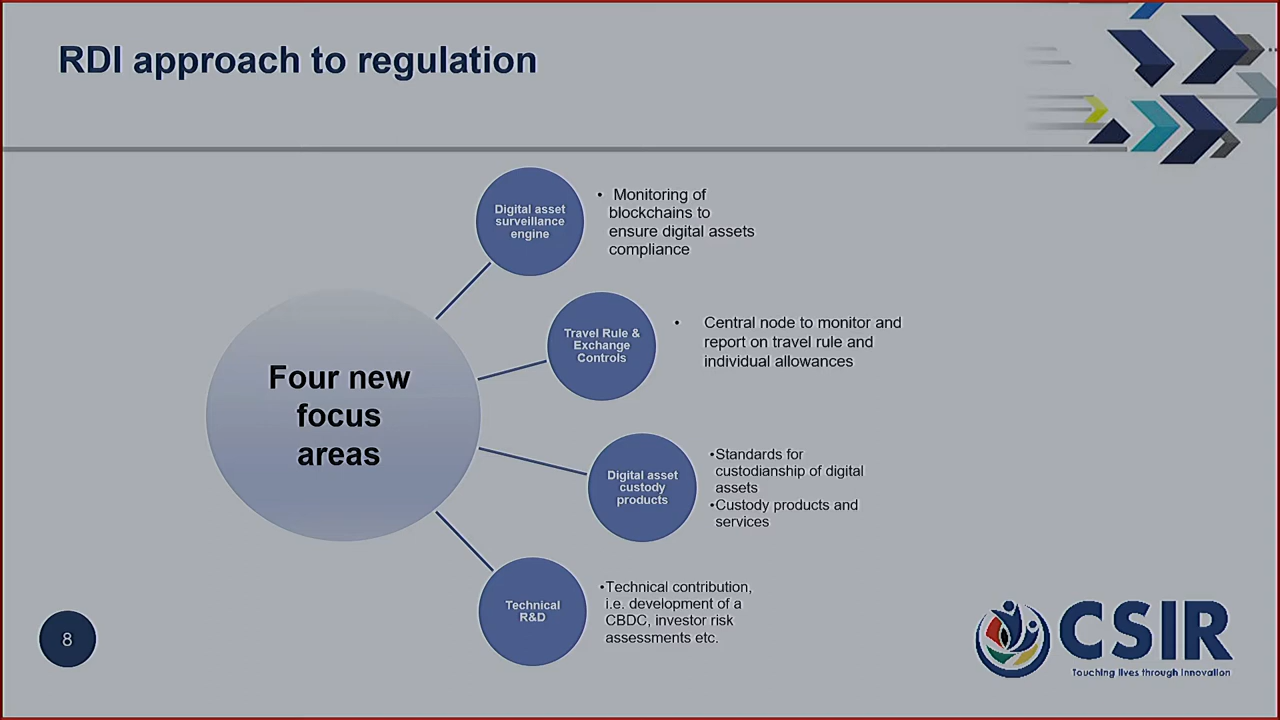 RDI approach to regulation
Digital asset
surveillance
engine
• Monitoring of
blockchains to
ensure digital assets
compliance
Travel Rule &
Exchange
Controls
• Central node to monitor and
report on travel rule and
individual allowances
Four new
focus
areas
Digital asset
custody
products
•Standards for
custodianship of digital
assets
•Custody products and
services
Technical
R&D
•Technical contribution,
i.e. development of a
CBDC, investor risk
assessments etc.
8
CSIR
Touching lives through innovation